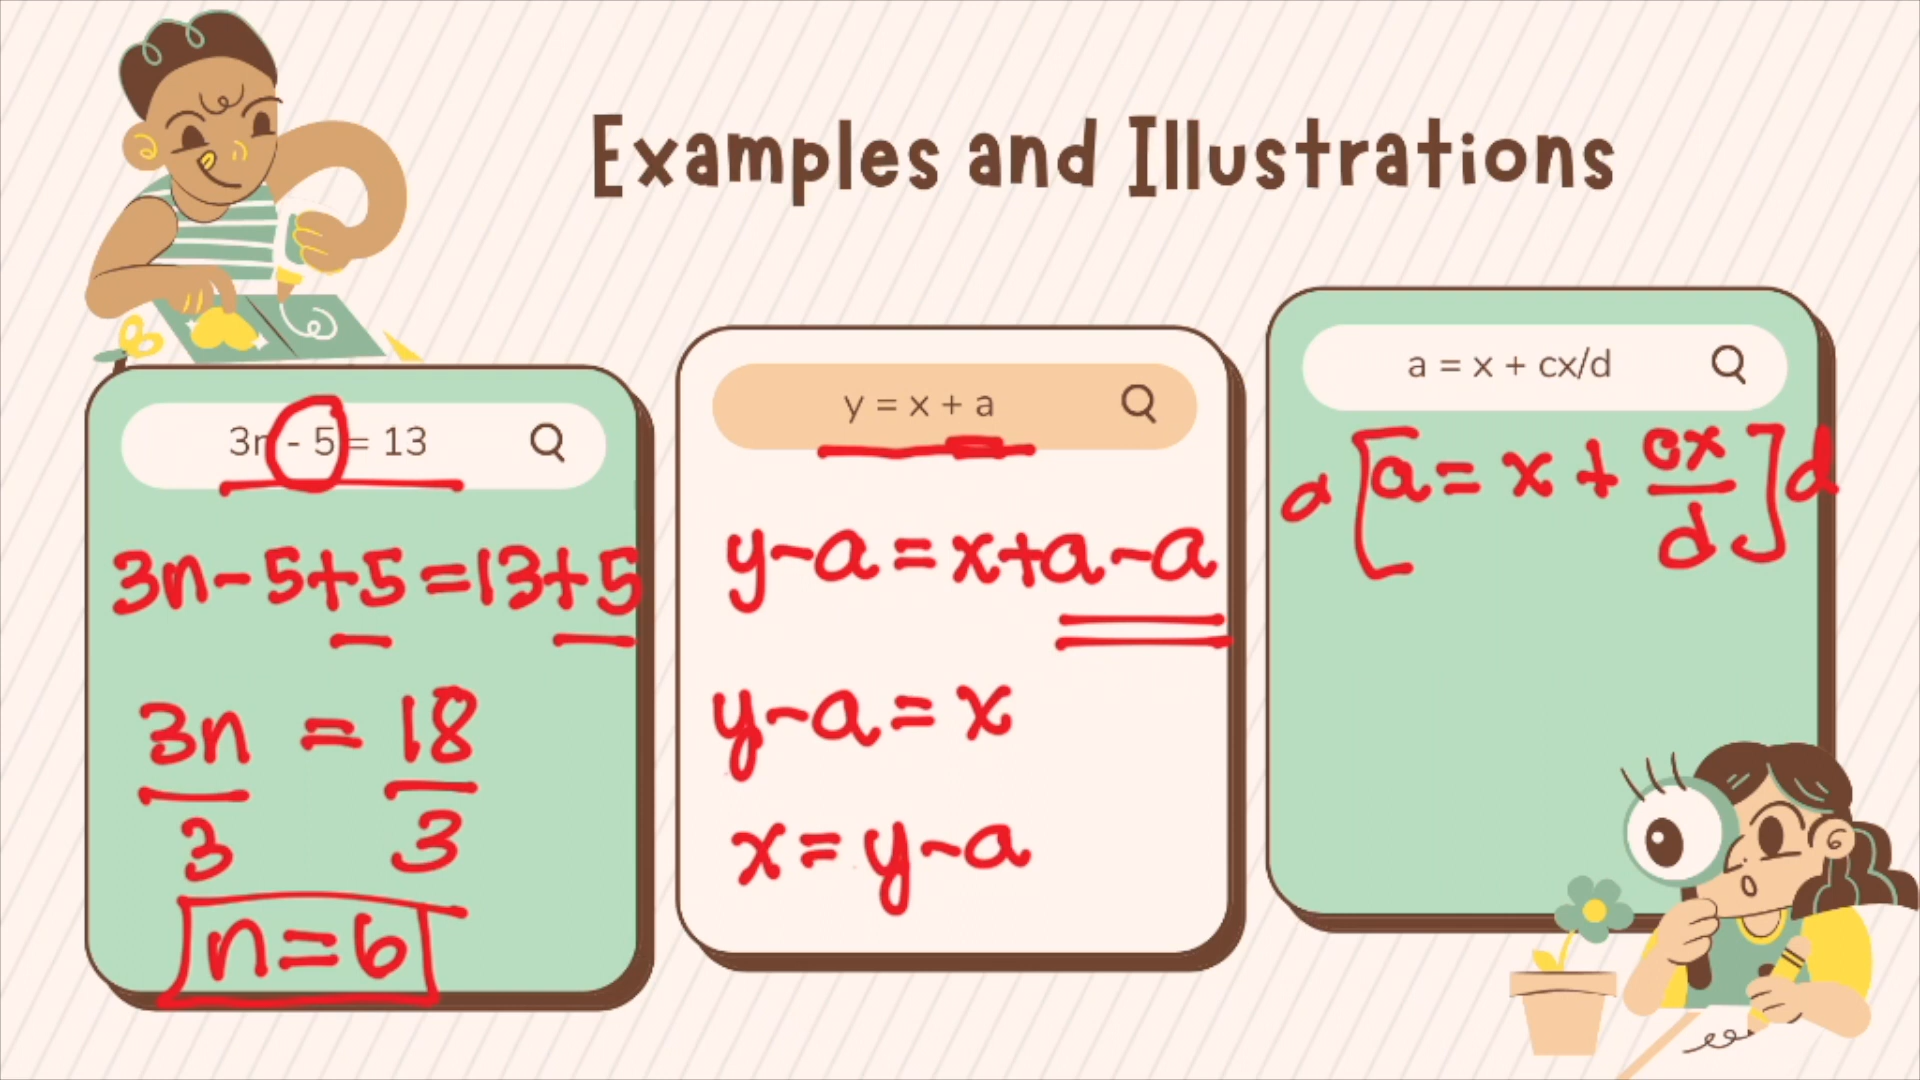 Examples and Illustrations
3n - 5 = 13
3n-5+5=13+5
3n = 18
3 3
n=6
y = x + a
y-a=x+a-a
y-a=x
x=y-a
a = x + cx/d
d[a=x+cx]d
d